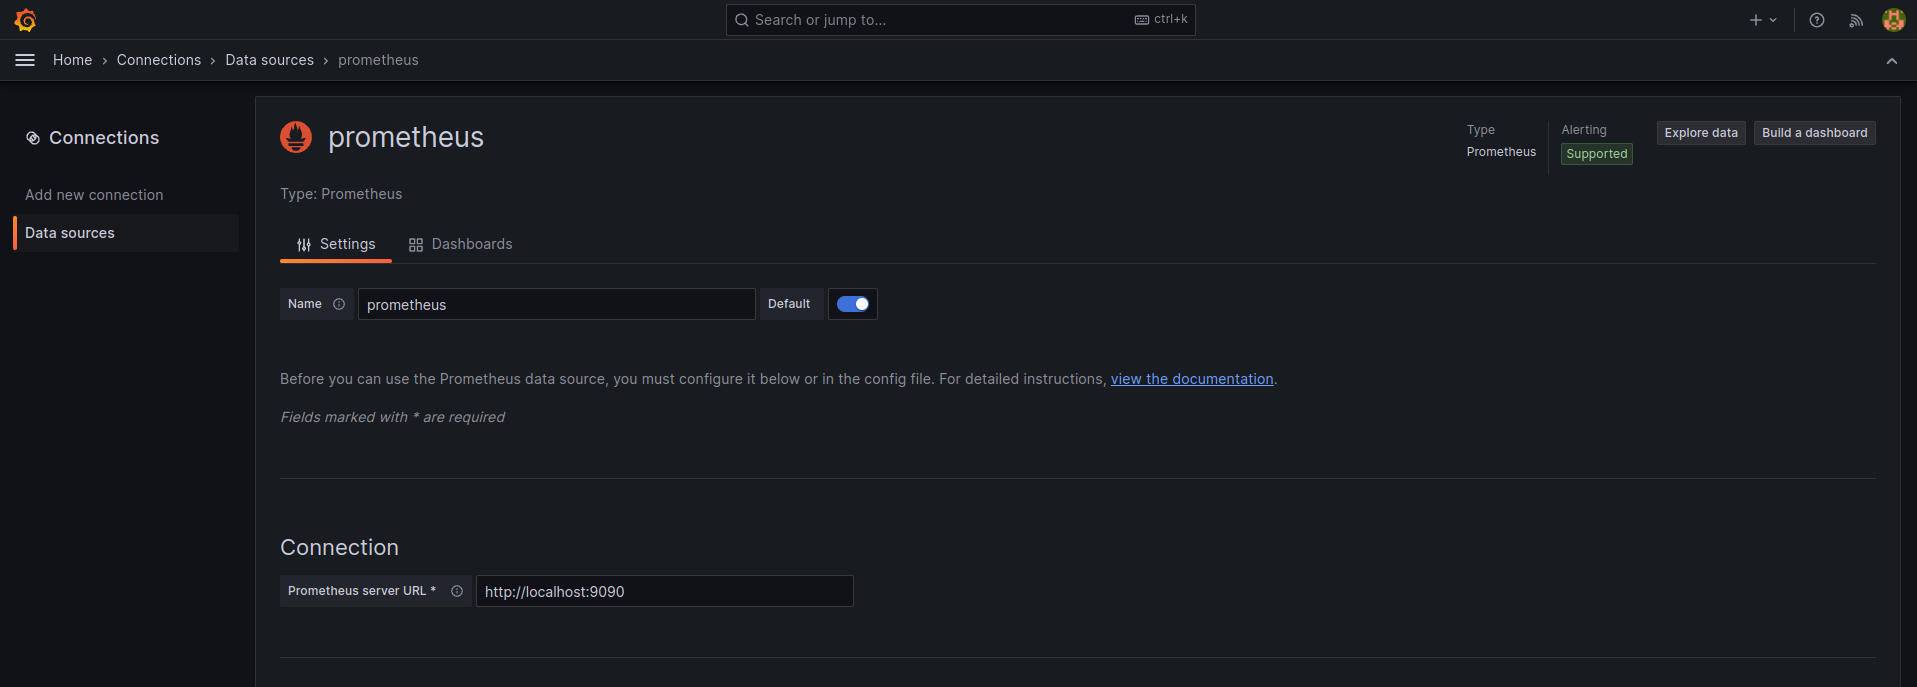 Search or jump to...
ctrl+k
Home › Connections › Data sources › prometheus
Connections
Add new connection
Data sources
prometheus
Type
Prometheus
Alerting
Supported
Explore data
Build a dashboard
Type: Prometheus
Settings
Dashboards
Name
prometheus
Default
Before you can use the Prometheus data source, you must configure it below or in the config file. For detailed instructions, view the documentation.
Fields marked with * are required
Connection
Prometheus server URL *
http://localhost:9090